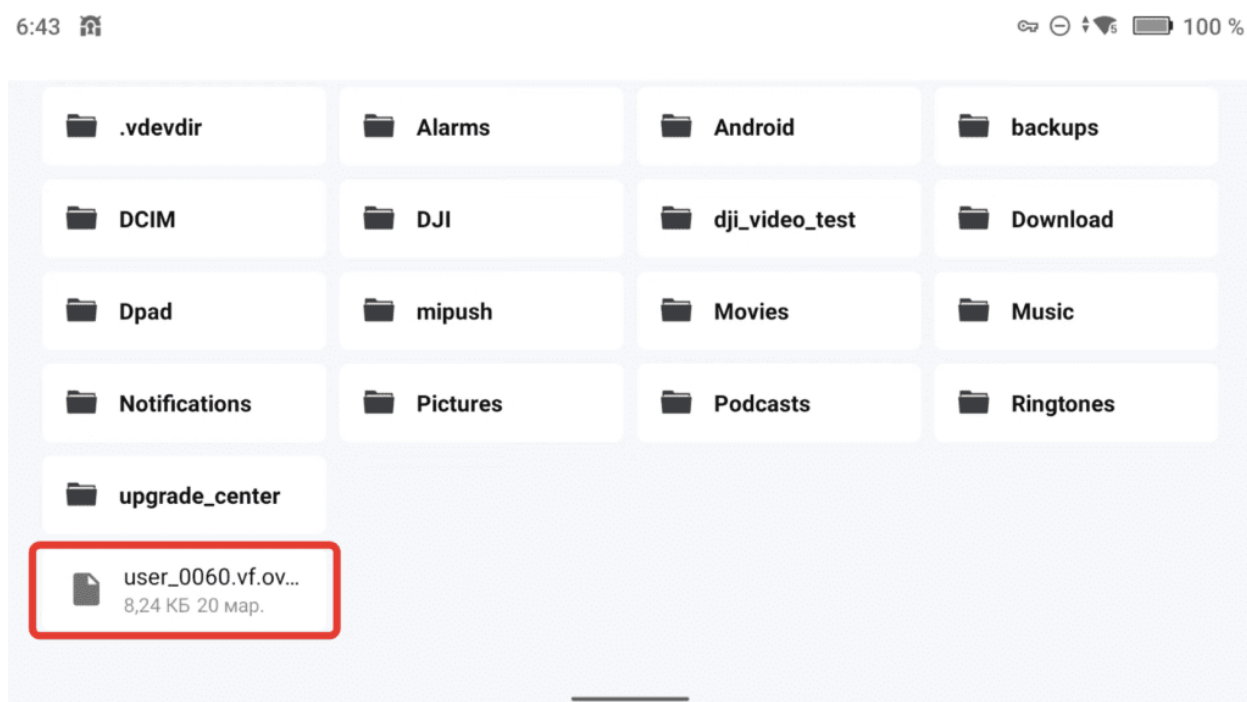 6:43 5 100 %
.vdevdir Alarms Android backups
DCIM DJI dji_video_test Download
Dpad mipush Movies Music
Notifications Pictures Podcasts Ringtones
upgrade_center
user_0060.vf.ov...
8,24 КБ 20 мар.